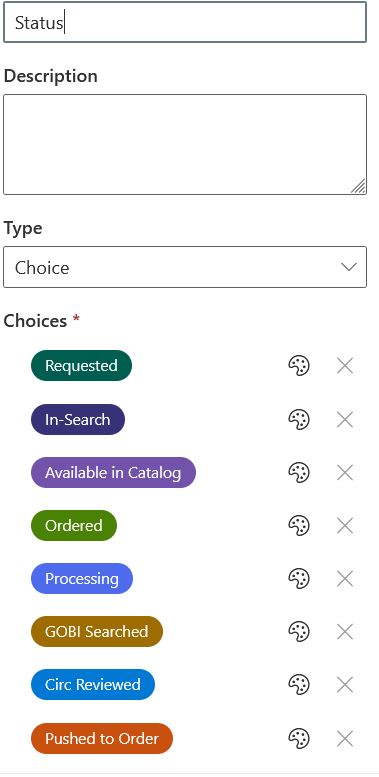 Status
Description
Type
Choice
Choices *
Requested
In-Search
Available in Catalog
Ordered
Processing
GOBI Searched
Circ Reviewed
Pushed to Order